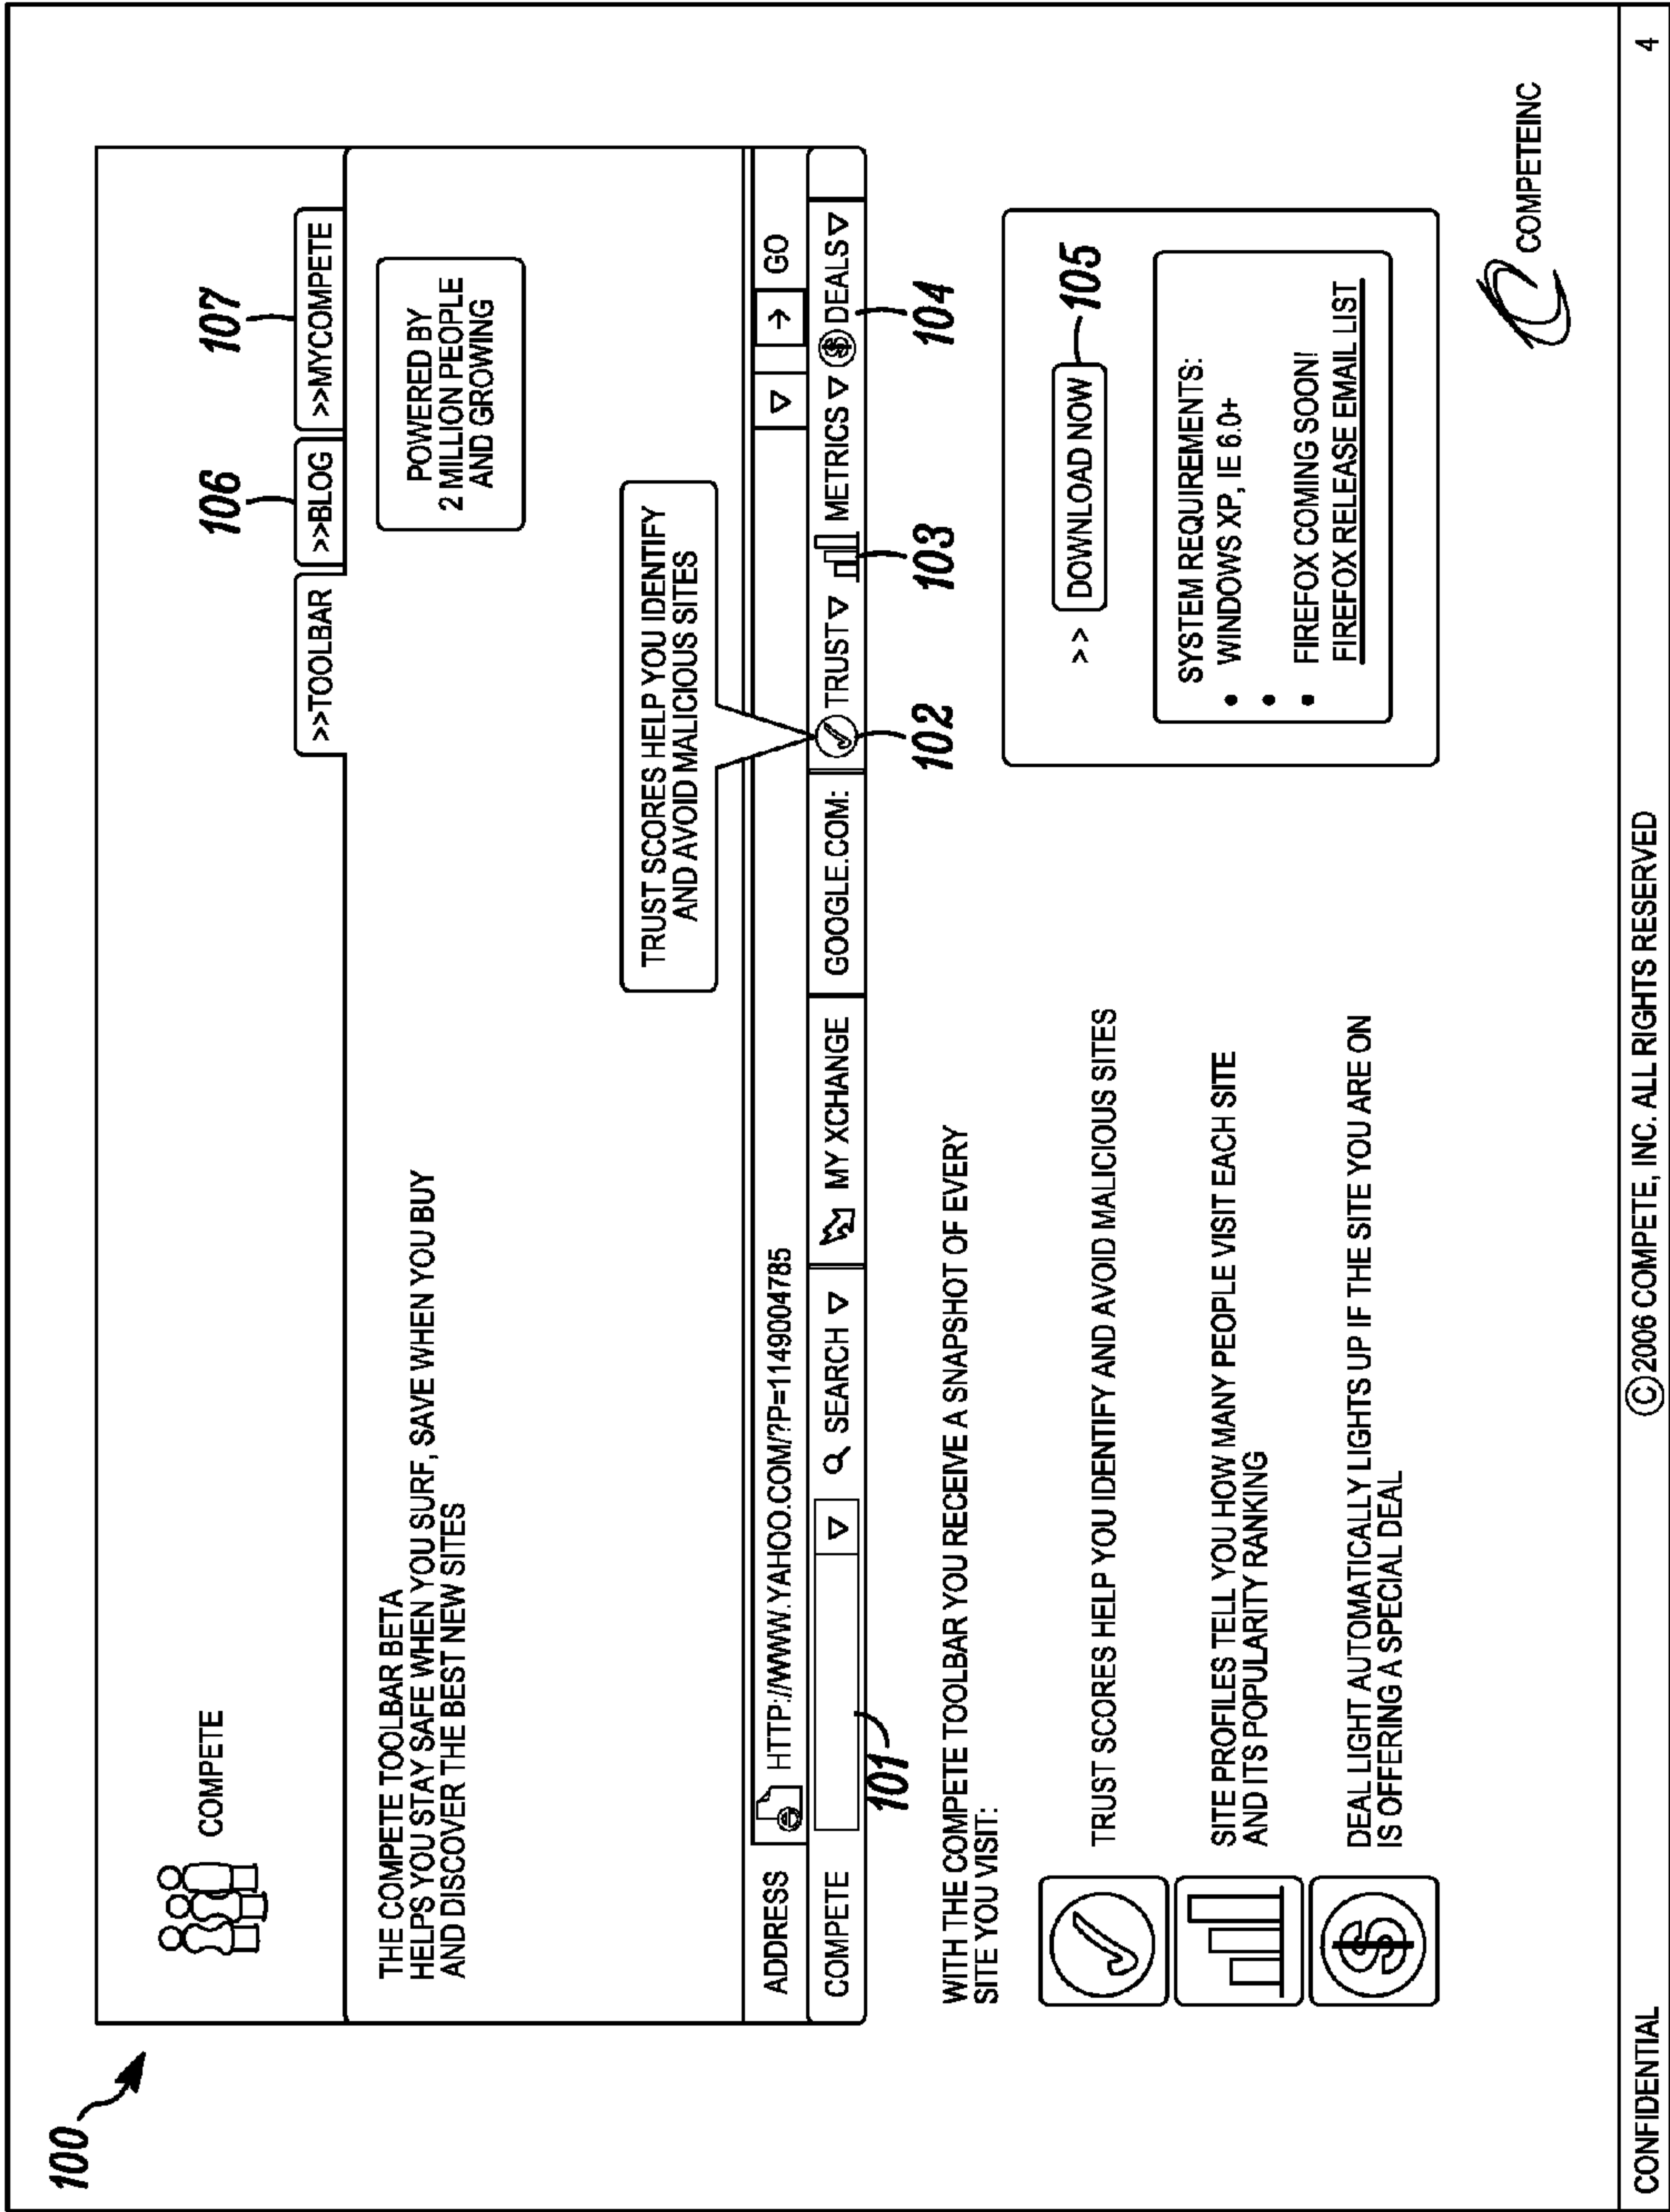 100
COMPETE
106
107
>>TOOLBAR
>>BLOG
>>MYCOMPETE
THE COMPETE TOOLBAR BETA
HELPS YOU STAY SAFE WHEN YOU SURF, SAVE WHEN YOU BUY
AND DISCOVER THE BEST NEW SITES
POWERED BY
2 MILLION PEOPLE
AND GROWING
TRUST SCORES HELP YOU IDENTIFY
AND AVOID MALICIOUS SITES
ADDRESS HTTP://WWW.YAHOO.COM/?P=1149004785 GO
COMPETE SEARCH MY XCHANGE GOOGLE.COM: TRUST METRICS $ DEALS
101
102
103
104
WITH THE COMPETE TOOLBAR YOU RECEIVE A SNAPSHOT OF EVERY
SITE YOU VISIT:
TRUST SCORES HELP YOU IDENTIFY AND AVOID MALICIOUS SITES
SITE PROFILES TELL YOU HOW MANY PEOPLE VISIT EACH SITE
AND ITS POPULARITY RANKING
$ DEAL LIGHT AUTOMATICALLY LIGHTS UP IF THE SITE YOU ARE ON
IS OFFERING A SPECIAL DEAL
>> DOWNLOAD NOW
105
SYSTEM REQUIREMENTS:
• WINDOWS XP, IE 6.0+
•
• FIREFOX COMING SOON!
FIREFOX RELEASE EMAIL LIST
COMPETEINC
CONFIDENTIAL
© 2006 COMPETE, INC. ALL RIGHTS RESERVED
4